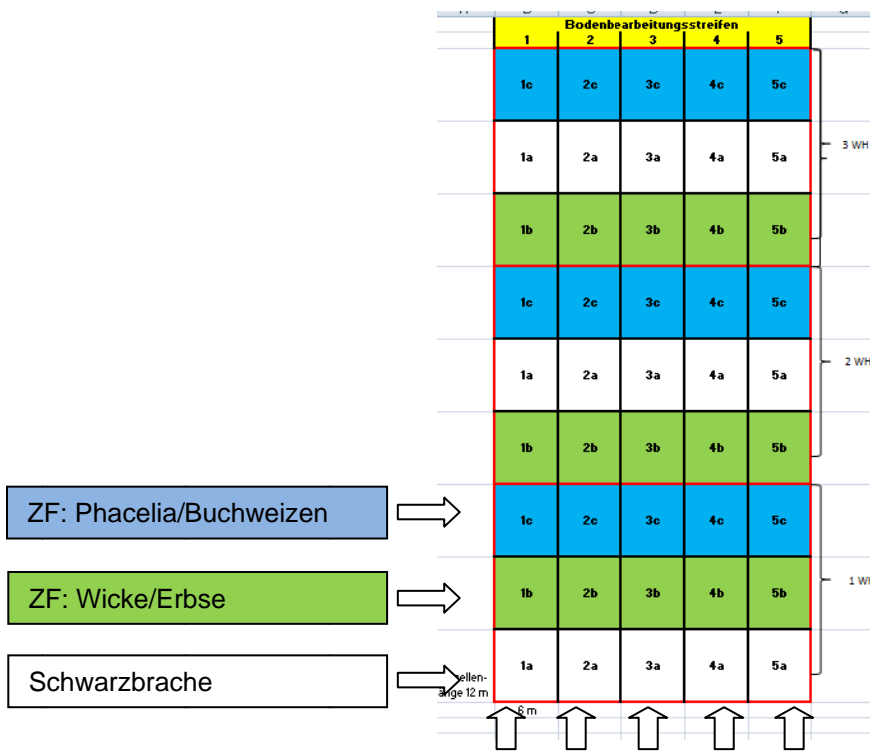 Bodenbearbeitungsstreifen
1 2 3 4 5
1c 2c 3c 4c 5c
1a 2a 3a 4a 5a
3 WH
1b 2b 3b 4b 5b
1c 2c 3c 4c 5c
1a 2a 3a 4a 5a
2 WH
1b 2b 3b 4b 5b
ZF: Phacelia/Buchweizen
1c 2c 3c 4c 5c
ZF: Wicke/Erbse
1b 2b 3b 4b 5b
1 WH
Schwarzbrache
1a 2a 3a 4a 5a
ellen-
änge 12 m
6 m